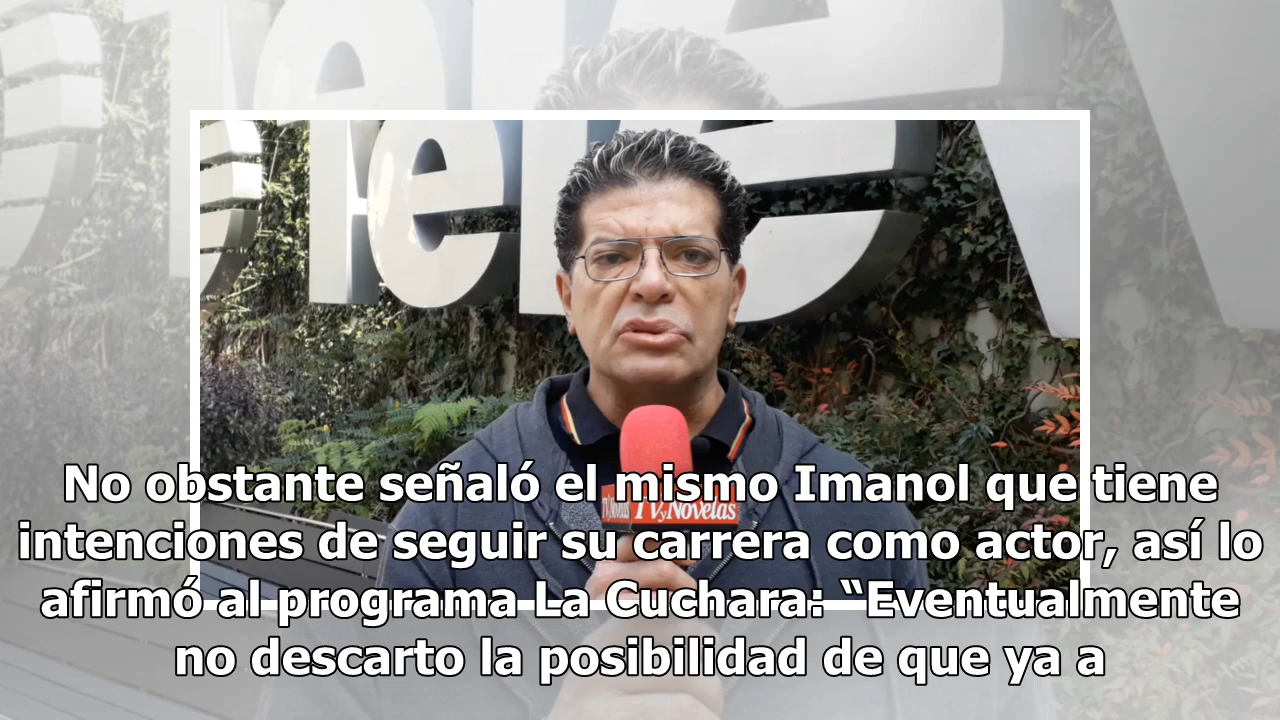 Tele
TVyNovelas
No obstante señaló el mismo Imanol que tiene
intenciones de seguir su carrera como actor, así lo
afirmó al programa La Cuchara: “Eventualmente
no descarto la posibilidad de que ya a